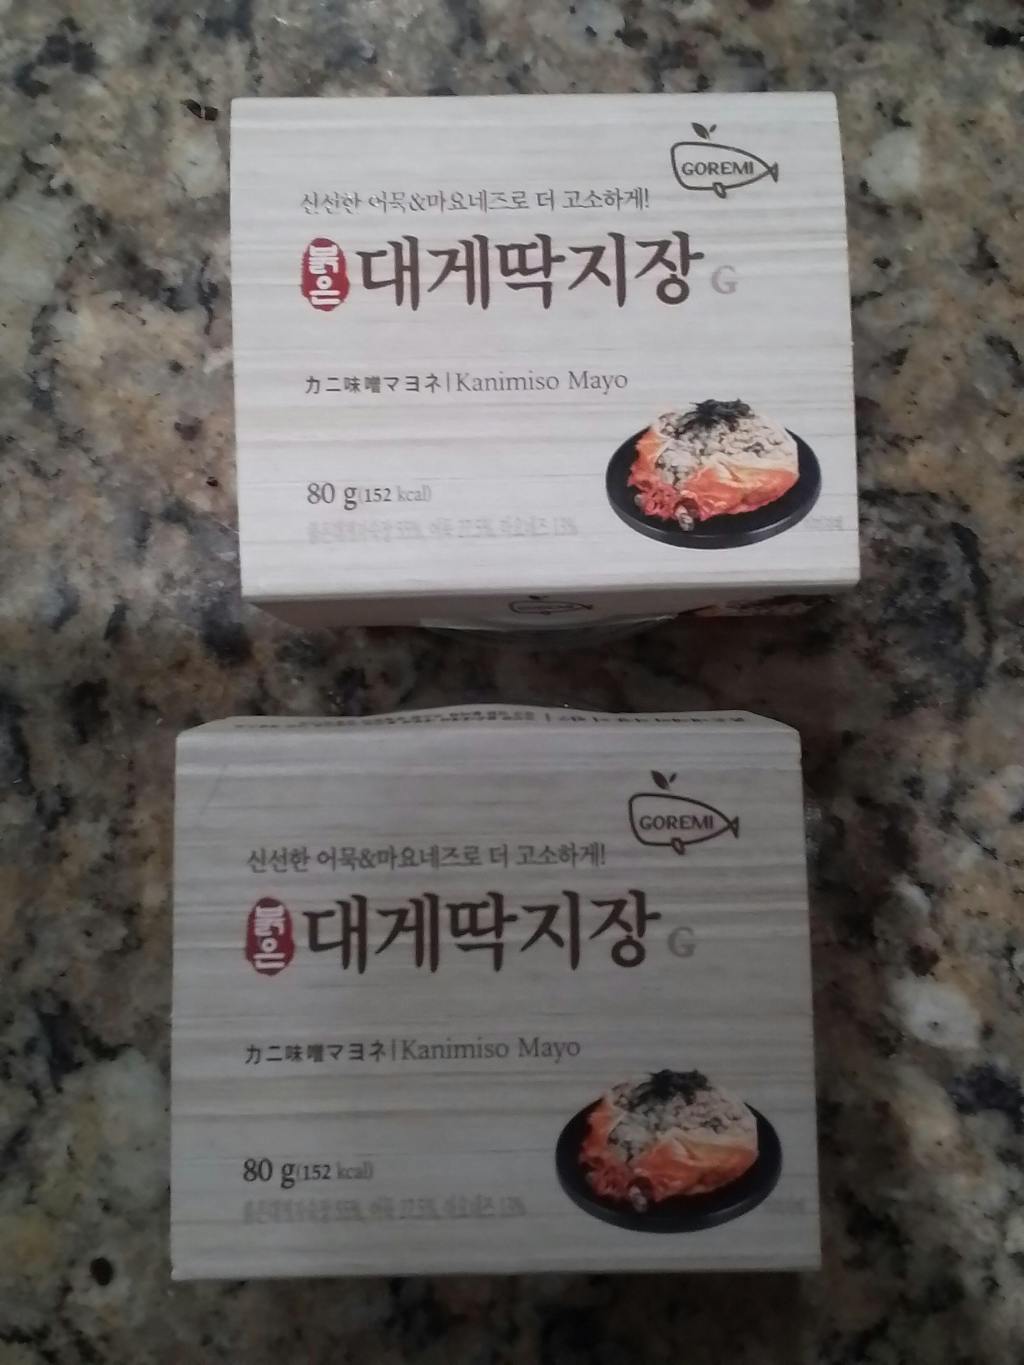 GOREMI
신선한 어묵&마요네즈로 더 고소하게!
붉은 대게딱지장 G
カニ味噌マヨネ|Kanimiso Mayo
80 g(152 kcal)
GOREMI
신선한 어묵&마요네즈로 더 고소하게!
붉은 대게딱지장 G
カニ味噌マヨネ|Kanimiso Mayo
80 g(152 kcal)